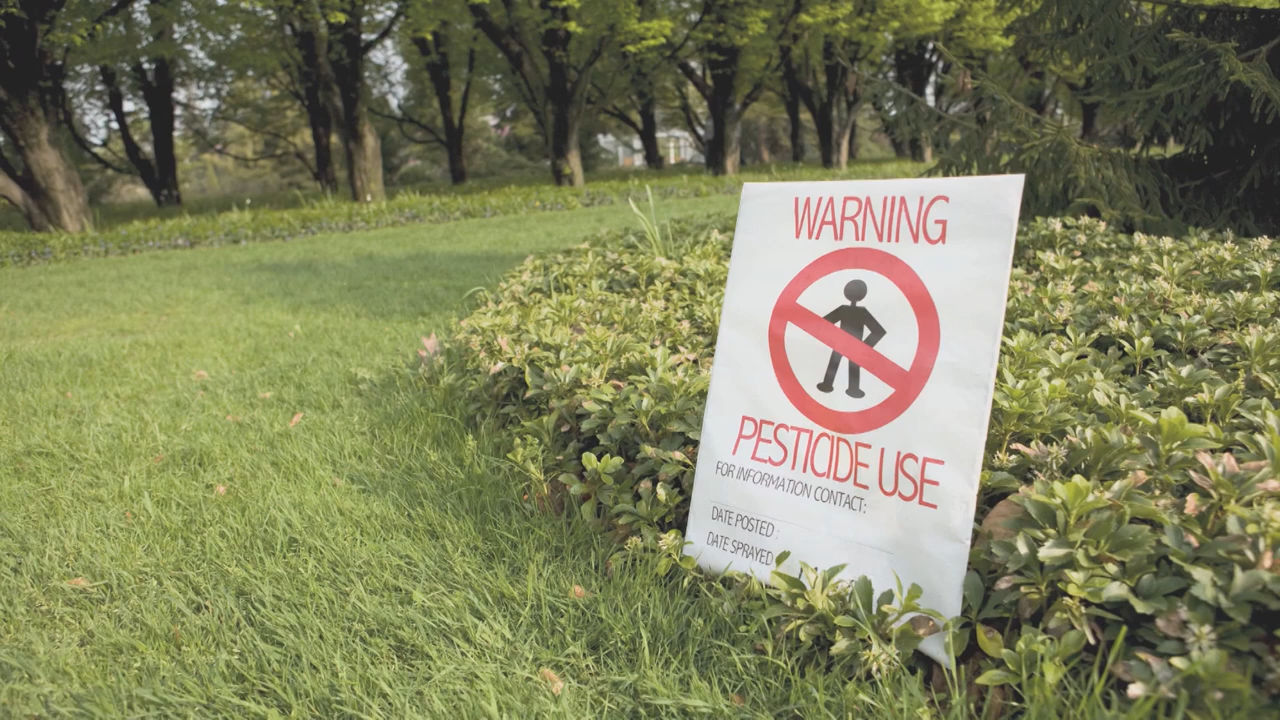 WARNING
PESTICIDE USE
FOR INFORMATION CONTACT:
DATE POSTED :
DATE SPRAYED